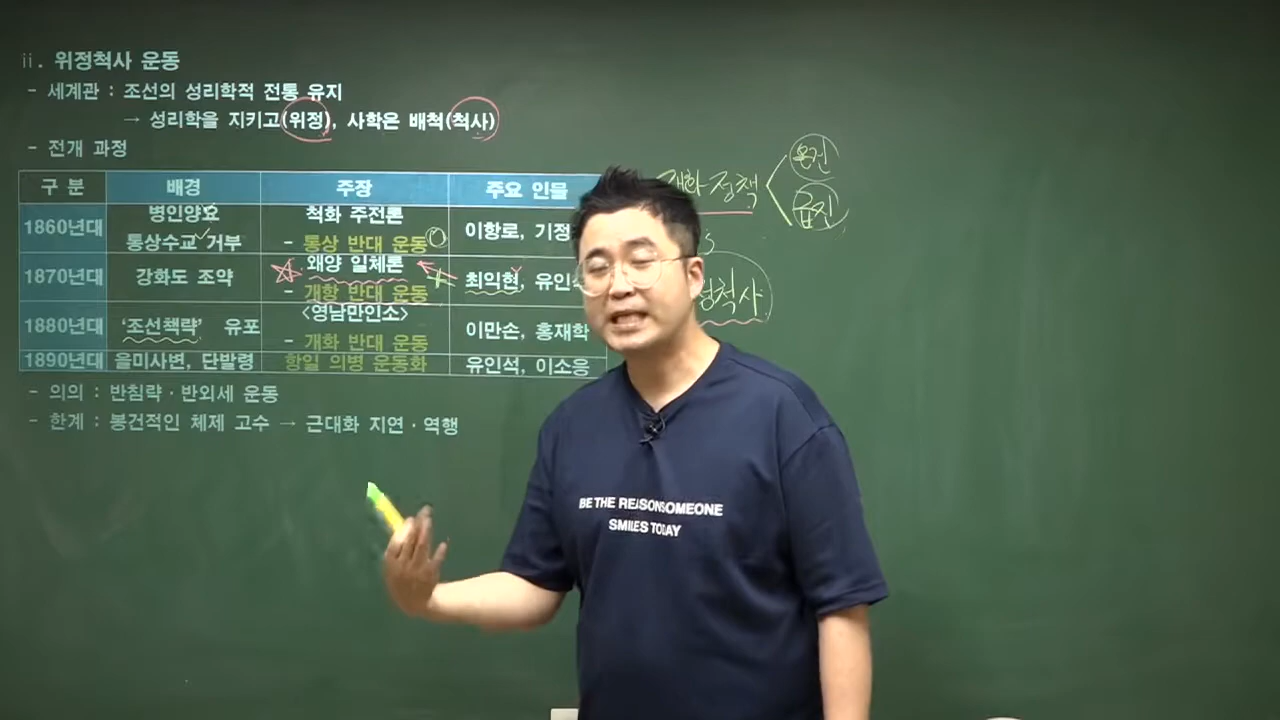 ii. 위정척사 운동
- 세계관 : 조선의 성리학적 전통 유지
→ 성리학을 지키고(위정), 사학은 배척(척사)
- 전개 과정
구 분 배경 주장 주요 인물
1860년대 병인양요 척화 주전론
통상수교 거부 - 통상 반대 운동 이항로,
1870년대 강화도 조약 왜양 일체론
- 개항 반대 운동 최익현,
1880년대 '조선책략' 유포 <영남만인소>
- 개화 반대 운동 이만손, 홍재학
1890년대 을미사변, 단발령 항일 의병 운동화 유인석, 이소응
- 의의 : 반침략·반외세 운동
- 한계 : 봉건적인 체제 고수 → 근대화 지연·역행
정책
온건
급진
척사
BE THE REASON SOMEONE
SMILES TODAY